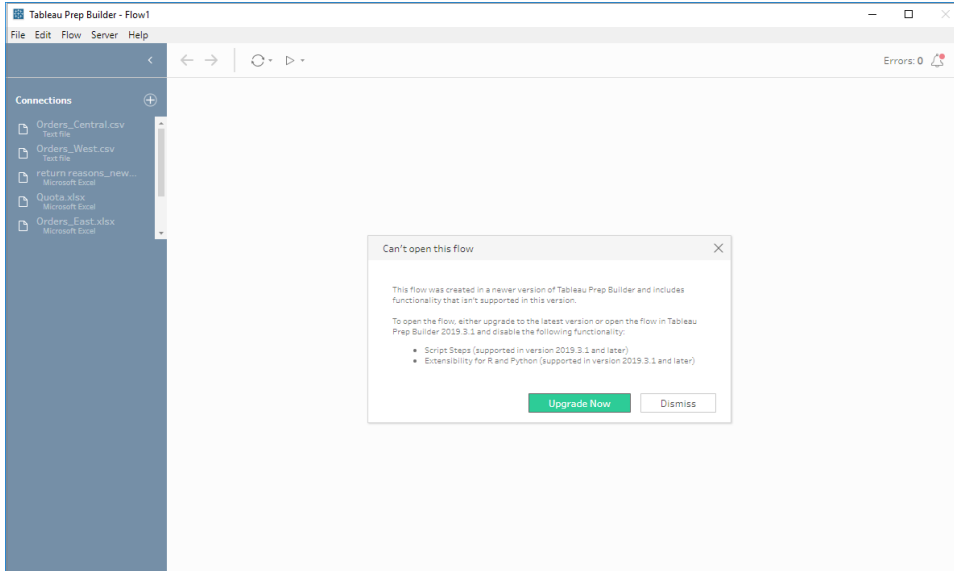 Tableau Prep Builder - Flow1
File Edit Flow Server Help
Errors: 0
Connections
Orders_Central.csv
Text file
Orders_West.csv
Text file
return reasons_new...
Microsoft Excel
Quota.xlsx
Microsoft Excel
Orders_East.xlsx
Microsoft Excel
Can't open this flow
This flow was created in a newer version of Tableau Prep Builder and includes
functionality that isn't supported in this version.
To open the flow, either upgrade to the latest version or open the flow in Tableau
Prep Builder 2019.3.1 and disable the following functionality:
• Script Steps (supported in version 2019.3.1 and later)
• Extensibility for R and Python (supported in version 2019.3.1 and later)
Upgrade Now Dismiss